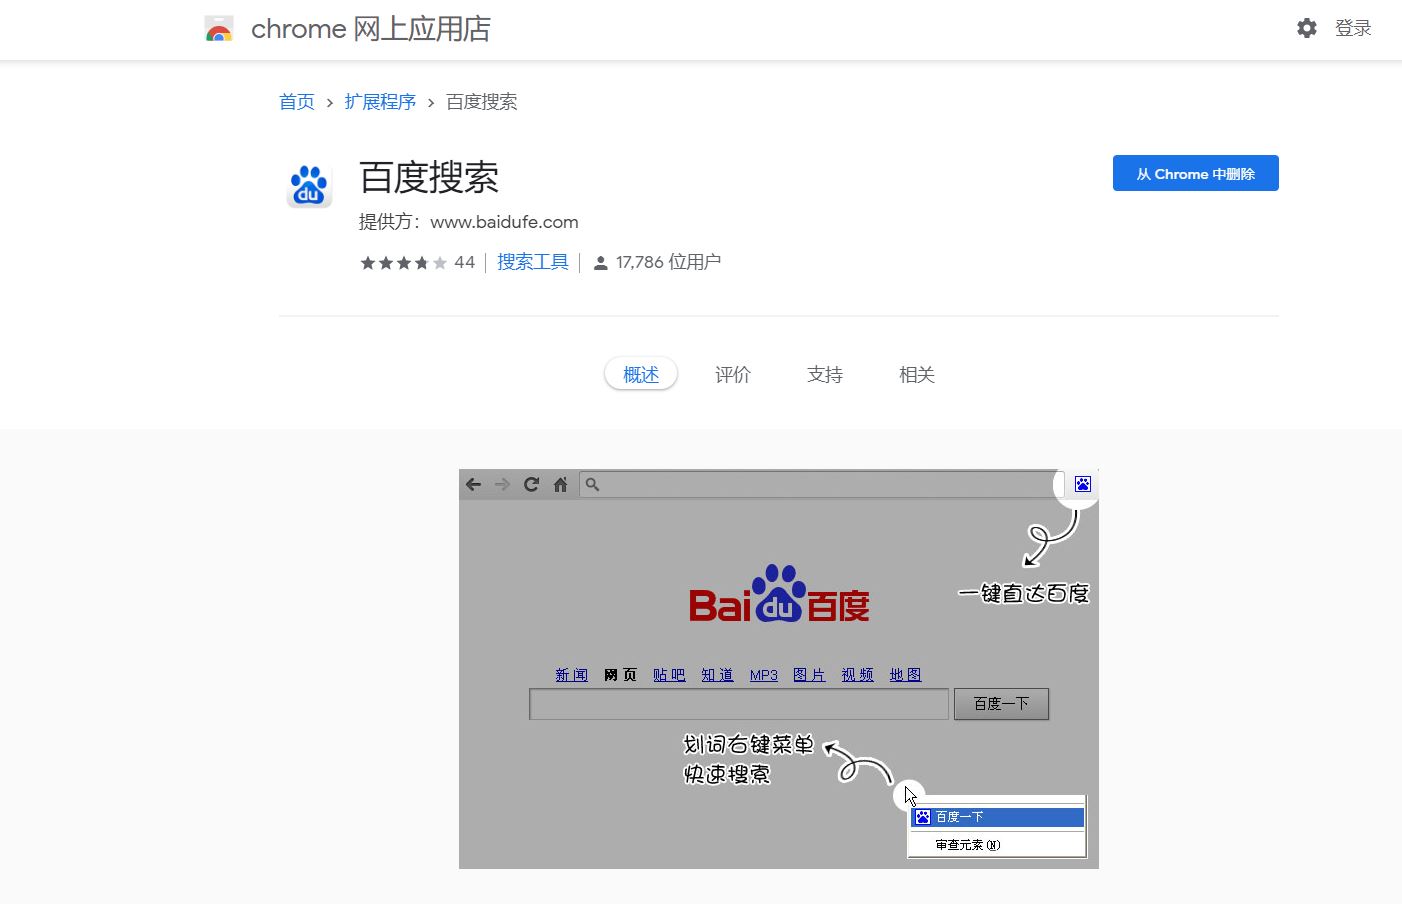 chrome 网上应用店
登录
首页 › 扩展程序 › 百度搜索
百度搜索
从 Chrome 中删除
提供方：www.baidufe.com
44 | 搜索工具 | 17,786 位用户
概述 评价 支持 相关
一键直达百度
Bai du 百度
新闻 网页 贴吧 知道 MP3 图片 视频 地图
百度一下
划词右键菜单
快速搜索
百度一下
审查元素(N)